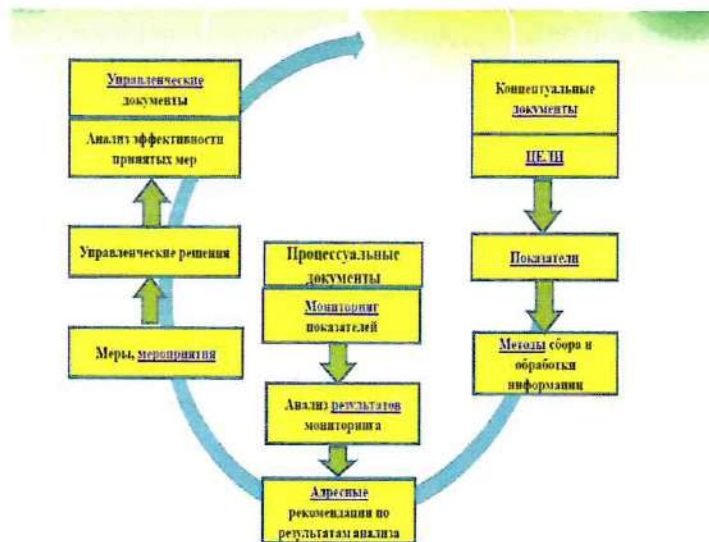 Управленческие
документы
Анализ эффективности
принятых мер
Управленческие решения
Меры, мероприятия
Процессуальные
документы
Мониторинг
показателей
Анализ результатов
мониторинга
Адресные
рекомендации по
результатам анализа
Концептуальные
документы
ЦЕЛИ
Показатели
Методы сбора и
обработки
информации